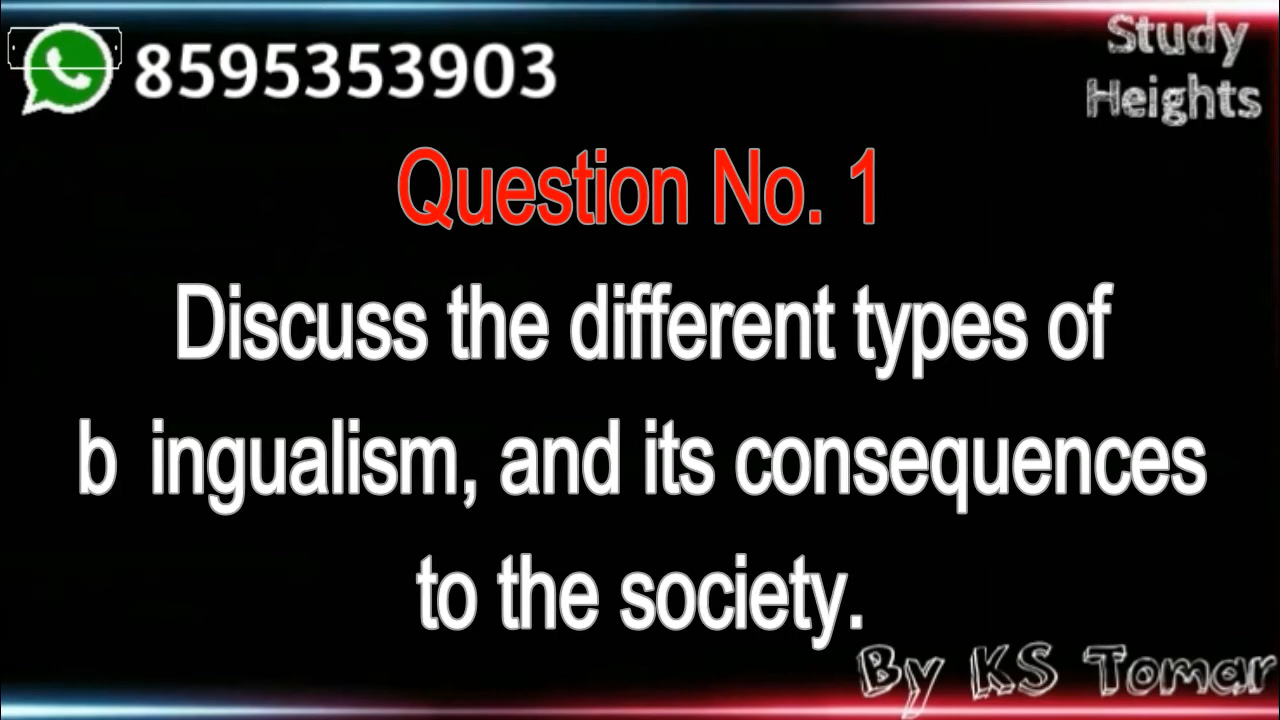 8595353903
Study
Heights
Question No. 1
Discuss the different types of
b ingualism, and its consequences
to the society.
By KS Tomar